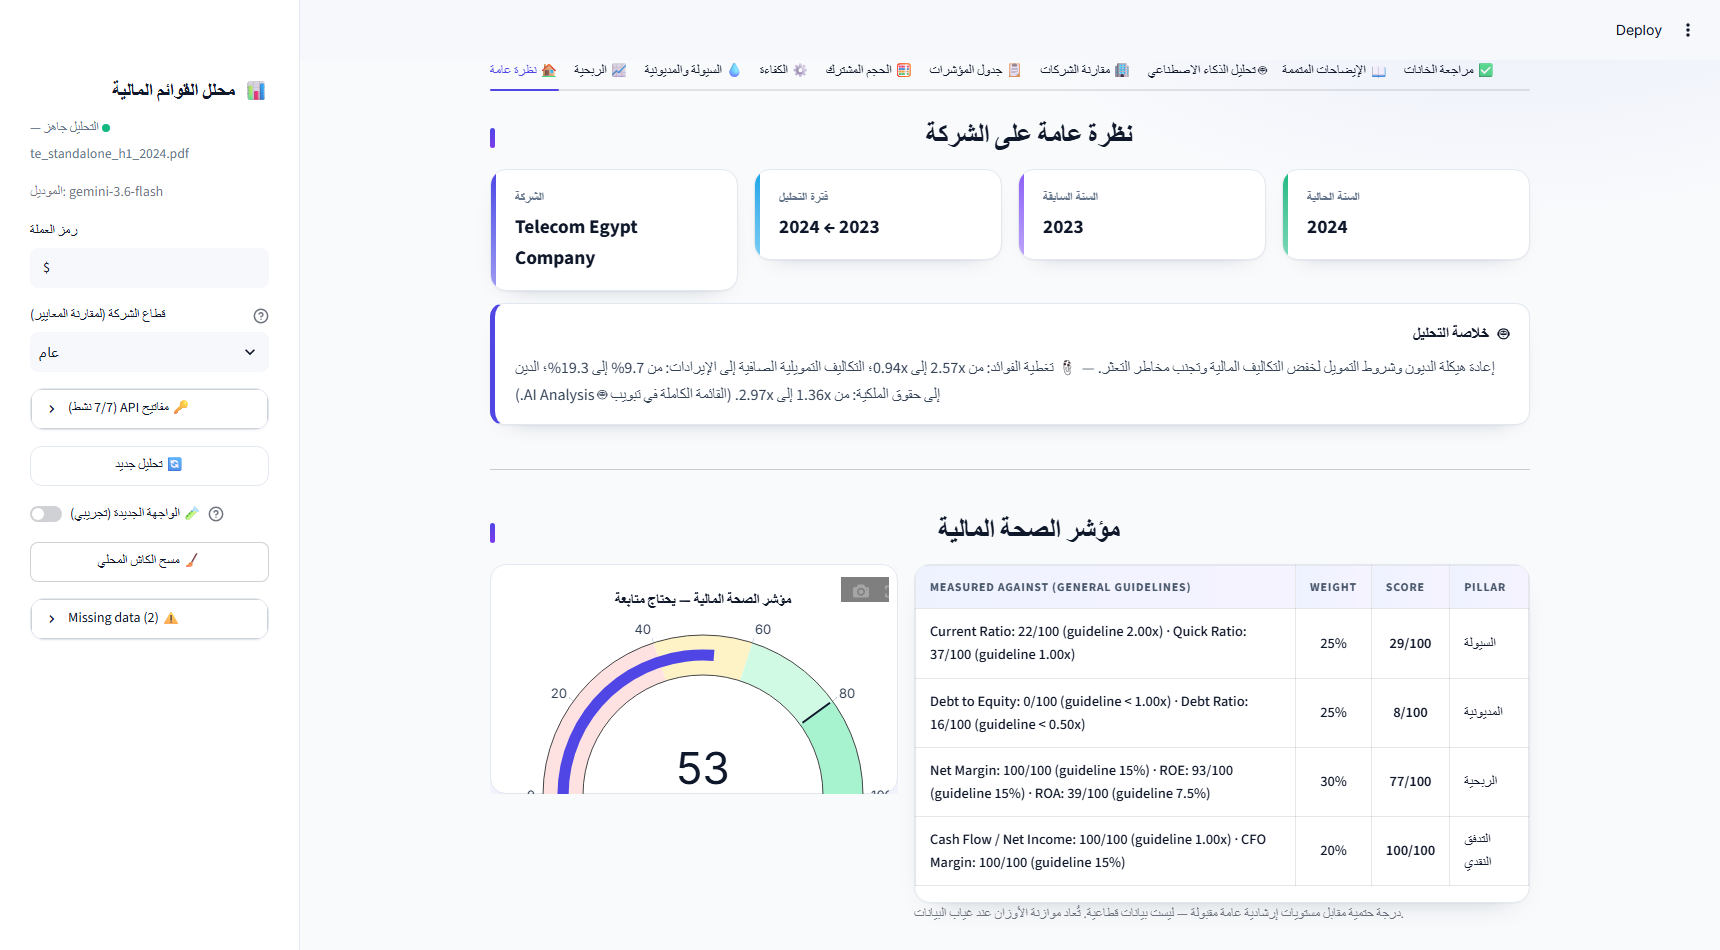 Deploy
محلل القوائم المالية
التحليل جاهز —
te_standalone_h1_2024.pdf
الموديل: gemini-3.6-flash
رمز العملة
$
قطاع الشركة (لمقارنة المعايير)
عام
مفاتيح API (7/7 نشط)
تحليل جديد
الواجهة الجديدة (تجريبي)
مسح الكاش المحلي
Missing data (2)
نظرة عامة
الربحية
السيولة والمديونية
الكفاءة
الحجم المشترك
جدول المؤشرات
مقارنة الشركات
تحليل الذكاء الاصطناعي
الإيضاحات المتممة
مراجعة الخانات
نظرة عامة على الشركة
الشركة
Telecom Egypt
Company
فترة التحليل
2024 ← 2023
السنة السابقة
2023
السنة الحالية
2024
خلاصة التحليل
إعادة هيكلة الديون وشروط التمويل لخفض التكاليف المالية وتجنب مخاطر التعثر. — تغطية الفوائد: من 2.57x إلى 0.94x؛ التكاليف التمويلية الصافية إلى الإيرادات: من 9.7% إلى 19.3%؛ الدين
إلى حقوق الملكية: من 1.36x إلى 2.97x. (القائمة الكاملة في تبويب AI Analysis.)
مؤشر الصحة المالية
مؤشر الصحة المالية — يحتاج متابعة
0
20
40
60
80
100
53
MEASURED AGAINST (GENERAL GUIDELINES) WEIGHT SCORE PILLAR
Current Ratio: 22/100 (guideline 2.00x) · Quick Ratio:
37/100 (guideline 1.00x)
25%
29/100
السيولة
Debt to Equity: 0/100 (guideline < 1.00x) · Debt Ratio:
16/100 (guideline < 0.50x)
25%
8/100
المديونية
Net Margin: 100/100 (guideline 15%) · ROE: 93/100
(guideline 15%) · ROA: 39/100 (guideline 7.5%)
30%
77/100
الربحية
Cash Flow / Net Income: 100/100 (guideline 1.00x) · CFO
Margin: 100/100 (guideline 15%)
20%
100/100
التدفق
النقدي
درجة حتمية مقابل مستويات إرشادية عامة مقبولة — ليست بيانات قطاعية. تُعاد موازنة الأوزان عند غياب البيانات.